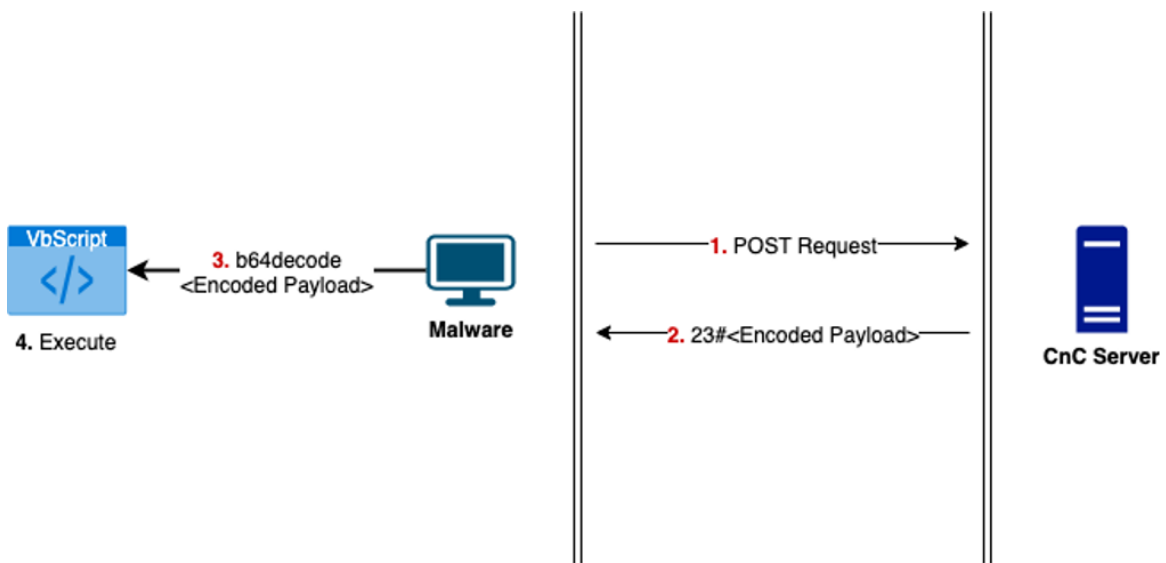 VbScript
</>
4. Execute
3. b64decode
<Encoded Payload>
Malware
1. POST Request
2. 23#<Encoded Payload>
CnC Server